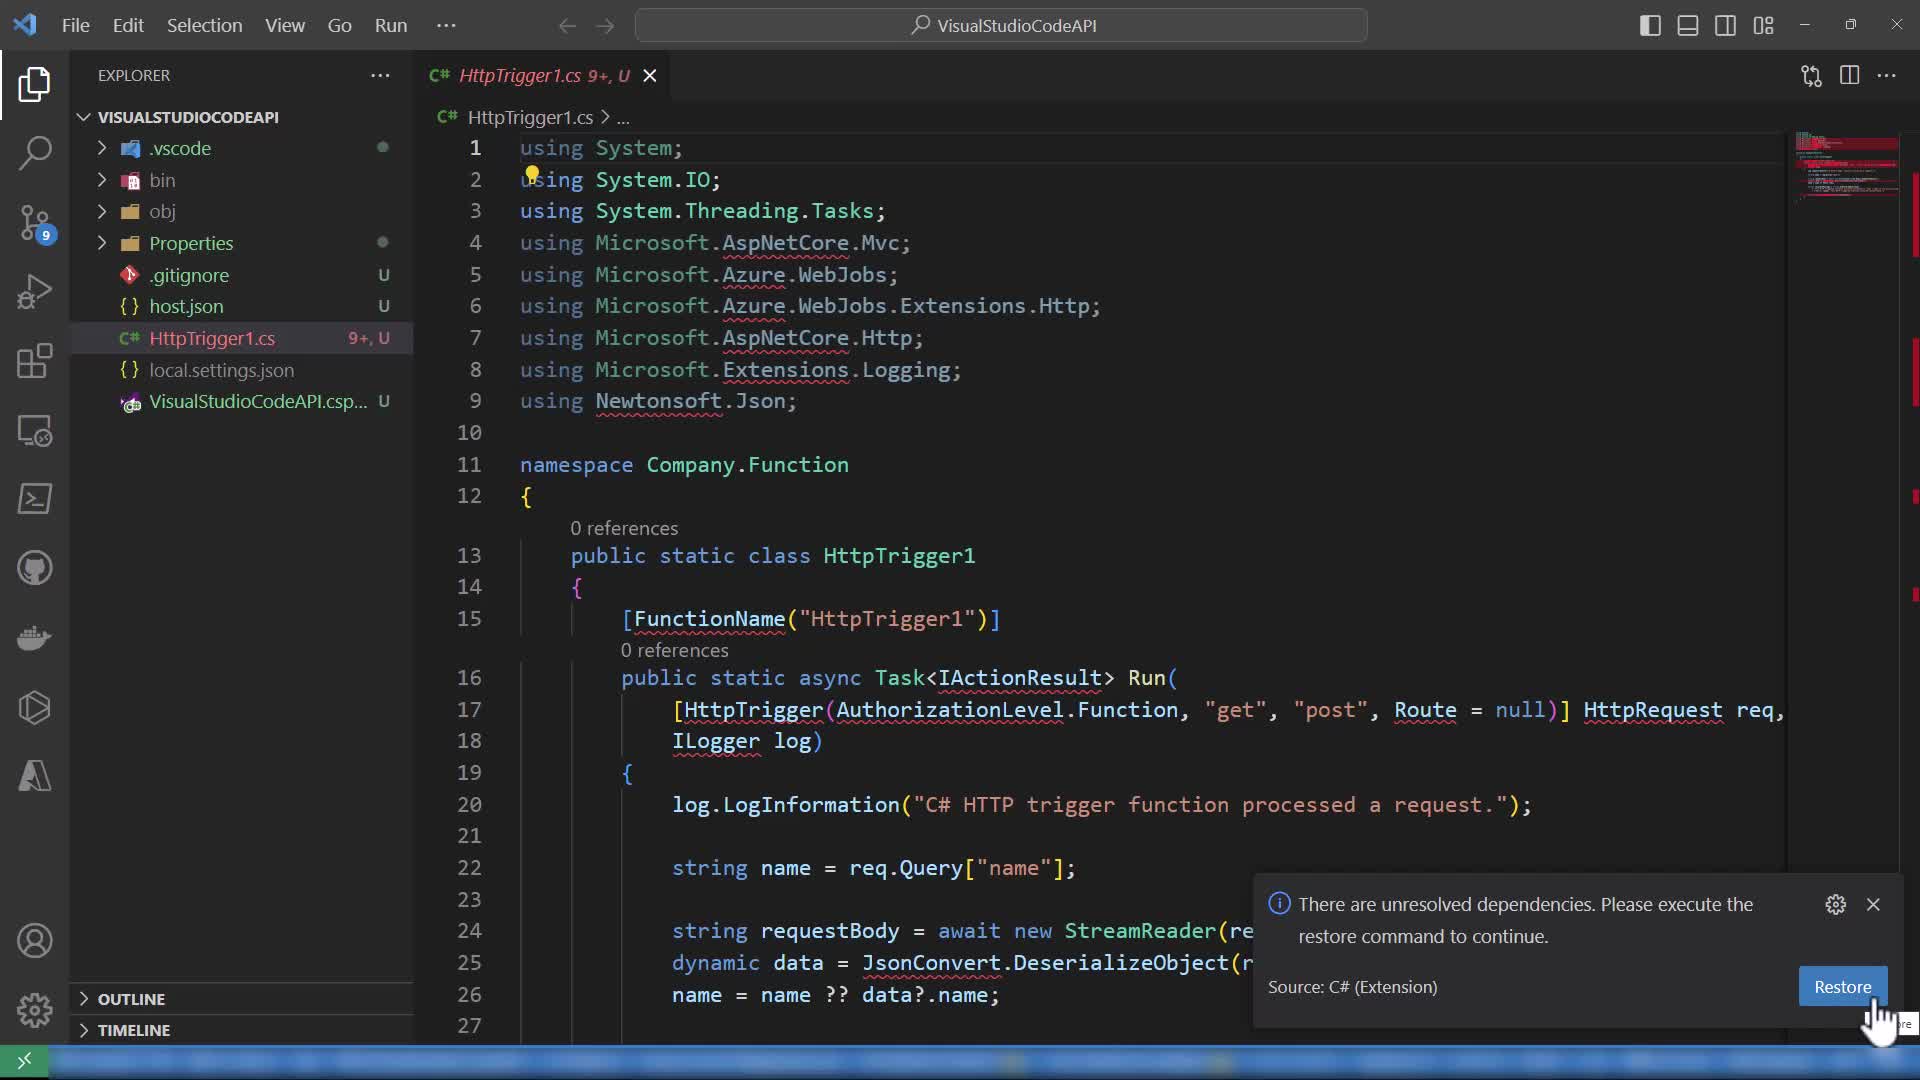 File Edit Selection View Go Run ···
VisualStudioCodeAPI
EXPLORER ···
VISUALSTUDIOCODEAPI
.vscode
bin
obj
Properties
.gitignore U
{} host.json U
C# HttpTrigger1.cs 9+, U
{} local.settings.json
VisualStudioCodeAPI.csp... U
OUTLINE
TIMELINE
9
C# HttpTrigger1.cs 9+, U
C# HttpTrigger1.cs > ...
1 using System;
2 using System.IO;
3 using System.Threading.Tasks;
4 using Microsoft.AspNetCore.Mvc;
5 using Microsoft.Azure.WebJobs;
6 using Microsoft.Azure.WebJobs.Extensions.Http;
7 using Microsoft.AspNetCore.Http;
8 using Microsoft.Extensions.Logging;
9 using Newtonsoft.Json;
10
11 namespace Company.Function
12 {
0 references
13 public static class HttpTrigger1
14 {
15 [FunctionName("HttpTrigger1")]
0 references
16 public static async Task<IActionResult> Run(
17 [HttpTrigger(AuthorizationLevel.Function, "get", "post", Route = null)] HttpRequest req,
18 ILogger log)
19 {
20 log.LogInformation("C# HTTP trigger function processed a request.");
21
22 string name = req.Query["name"];
23
24 string requestBody = await new StreamReader(re
25 dynamic data = JsonConvert.DeserializeObject(r
26 name = name ?? data?.name;
27
There are unresolved dependencies. Please execute the
restore command to continue.
Source: C# (Extension)
Restore